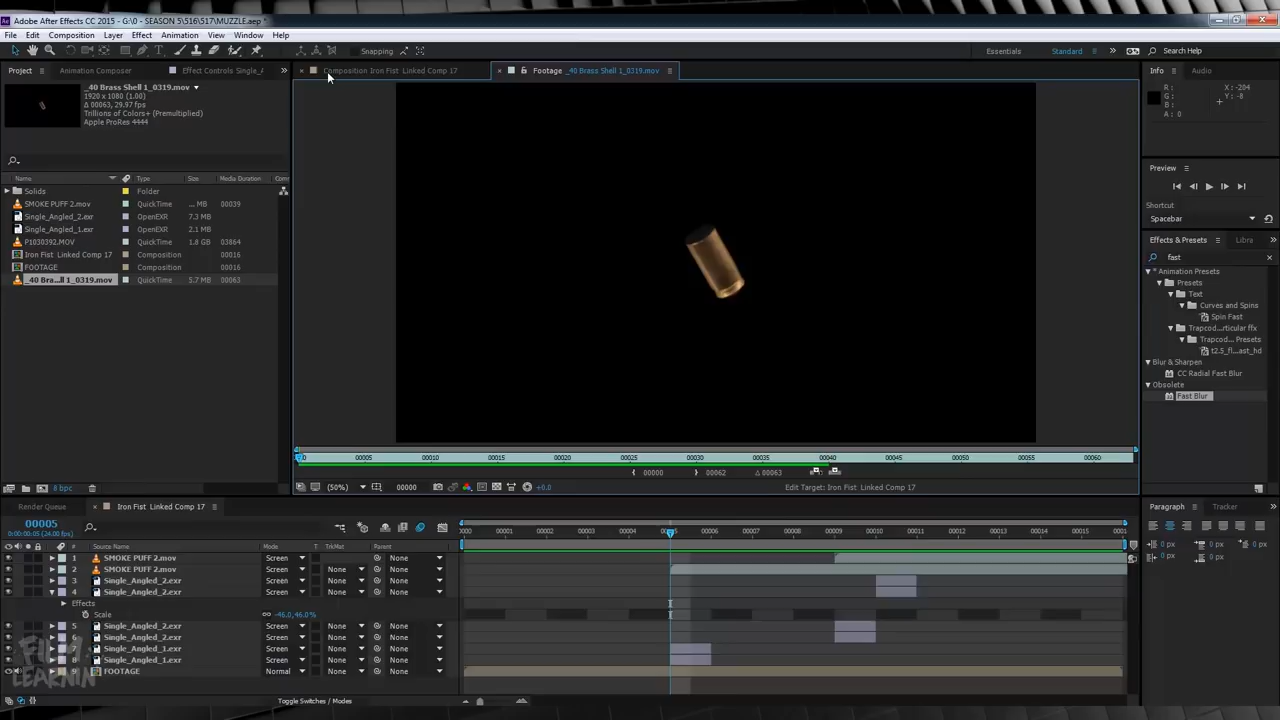 Adobe After Effects CC 2015 - G:\0 - SEASON 5\516\517\MUZZLE.aep *
File Edit Composition Layer Effect Animation View Window Help
Snapping Essentials Standard Search Help
Project Animation Composer Effect Controls Single_A Composition Iron Fist Linked Comp 17 Footage _40 Brass Shell 1_0319.mov Info Audio
_40 Brass Shell 1_0319.mov
1920 x 1080 (1.00)
Δ 00063, 29.97 fps
Trillions of Colors+ (Premultiplied)
Apple ProRes 4444
R : X: -204
G : Y: -8
B :
A : 0
Preview
Shortcut
Spacebar
Name Type Size Media Duration Comm
Solids Folder
SMOKE PUFF 2.mov QuickTime ... MB 00039
Single_Angled_2.exr OpenEXR 7.3 MB
Single_Angled_1.exr OpenEXR 2.1 MB
P1030392.MOV QuickTime 1.8 GB 03864
Iron Fist Linked Comp 17 Composition 00016
FOOTAGE Composition 00016
_40 Bra...ll 1_0319.mov QuickTime 5.7 MB 00063
Effects & Presets Libra
fast
* Animation Presets
Presets
Text
Curves and Spins
Spin Fast
Trapcod...rticular ffx
Trapcod... Presets
t2.5_fl...ast_hd
Blur & Sharpen
CC Radial Fast Blur
Obsolete
Fast Blur
00005 00010 00015 00020 00025 00030 00035 00040 00045 00050 00055 00060
00000 00062 Δ 00063
(50%) 00000 +0.0 Edit Target: Iron Fist Linked Comp 17
8 bpc
Render Queue Iron Fist Linked Comp 17 Paragraph Tracker
00005
0:00:00:05 (24.00 fps)
00001 00002 00003 00004 00006 00007 00008 00009 00010 00011 00012 00013 00014 00015
# Source Name Mode T TrkMat Parent
1 SMOKE PUFF 2.mov Screen None
2 SMOKE PUFF 2.mov Screen None None
3 Single_Angled_2.exr Screen None None
4 Single_Angled_2.exr Screen None None
Effects
Scale -46.0,46.0%
5 Single_Angled_2.exr Screen None None
6 Single_Angled_2.exr Screen None None
7 Single_Angled_1.exr Screen None None
8 Single_Angled_1.exr Screen None None
9 FOOTAGE Normal None None
0 px 0 px 0 px
0 px 0 px
FILM
LEARNIN
Toggle Switches / Modes